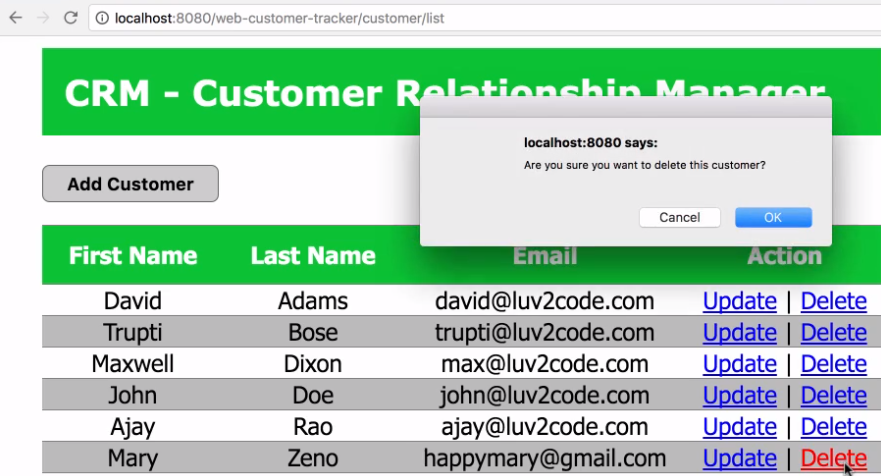 localhost:8080/web-customer-tracker/customer/list
CRM - Customer Relationship Manager
localhost:8080 says:
Are you sure you want to delete this customer?
Cancel OK
Add Customer
First Name Last Name Email Action
David Adams david@luv2code.com Update | Delete
Trupti Bose trupti@luv2code.com Update | Delete
Maxwell Dixon max@luv2code.com Update | Delete
John Doe john@luv2code.com Update | Delete
Ajay Rao ajay@luv2code.com Update | Delete
Mary Zeno happymary@gmail.com Update | Delete